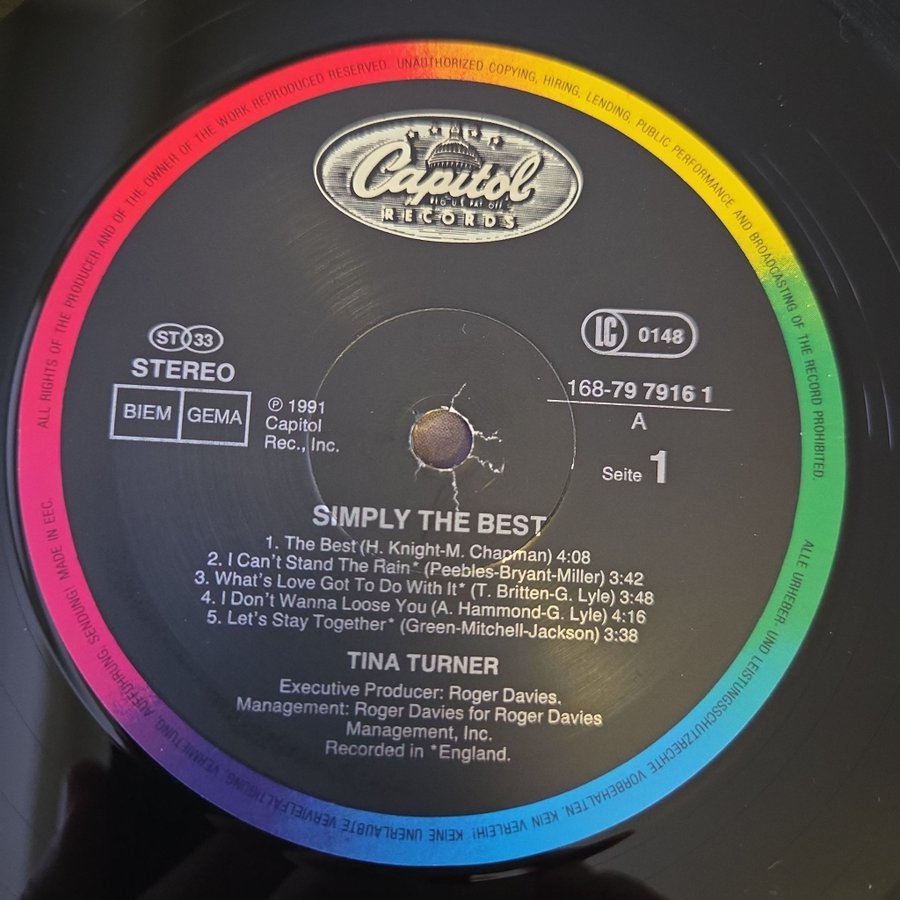 ALL RIGHTS OF THE PRODUCER AND OF THE OWNER OF THE WORK REPRODUCED RESERVED. UNAUTHORIZED COPYING, HIRING, LENDING, PUBLIC PERFORMANCE AND BROADCASTING OF THE RECORD PROHIBITED.
Capitol
RECORDS
ST 33
STEREO
BIEM GEMA
℗ 1991
Capitol
Rec., Inc.
LC 0148
168-79 7916 1
A
Seite 1
SIMPLY THE BEST
1. The Best (H. Knight-M. Chapman) 4:08
2. I Can't Stand The Rain* (Peebles-Bryant-Miller) 3:42
3. What's Love Got To Do With It* (T. Britten-G. Lyle) 3:48
4. I Don't Wanna Loose You (A. Hammond-G. Lyle) 4:16
5. Let's Stay Together* (Green-Mitchell-Jackson) 3:38
TINA TURNER
Executive Producer: Roger Davies.
Management: Roger Davies for Roger Davies
Management, Inc.
Recorded in *England.
ALLE URHEBER- UND LEISTUNGSSCHUTZRECHTE VORBEHALTEN. KEIN VERLEIH! KEINE UNERLAUBTE VERVIELFÄLTIGUNG, VERMIETUNG, AUFFÜHRUNG, SENDUNG! MADE IN EEC.